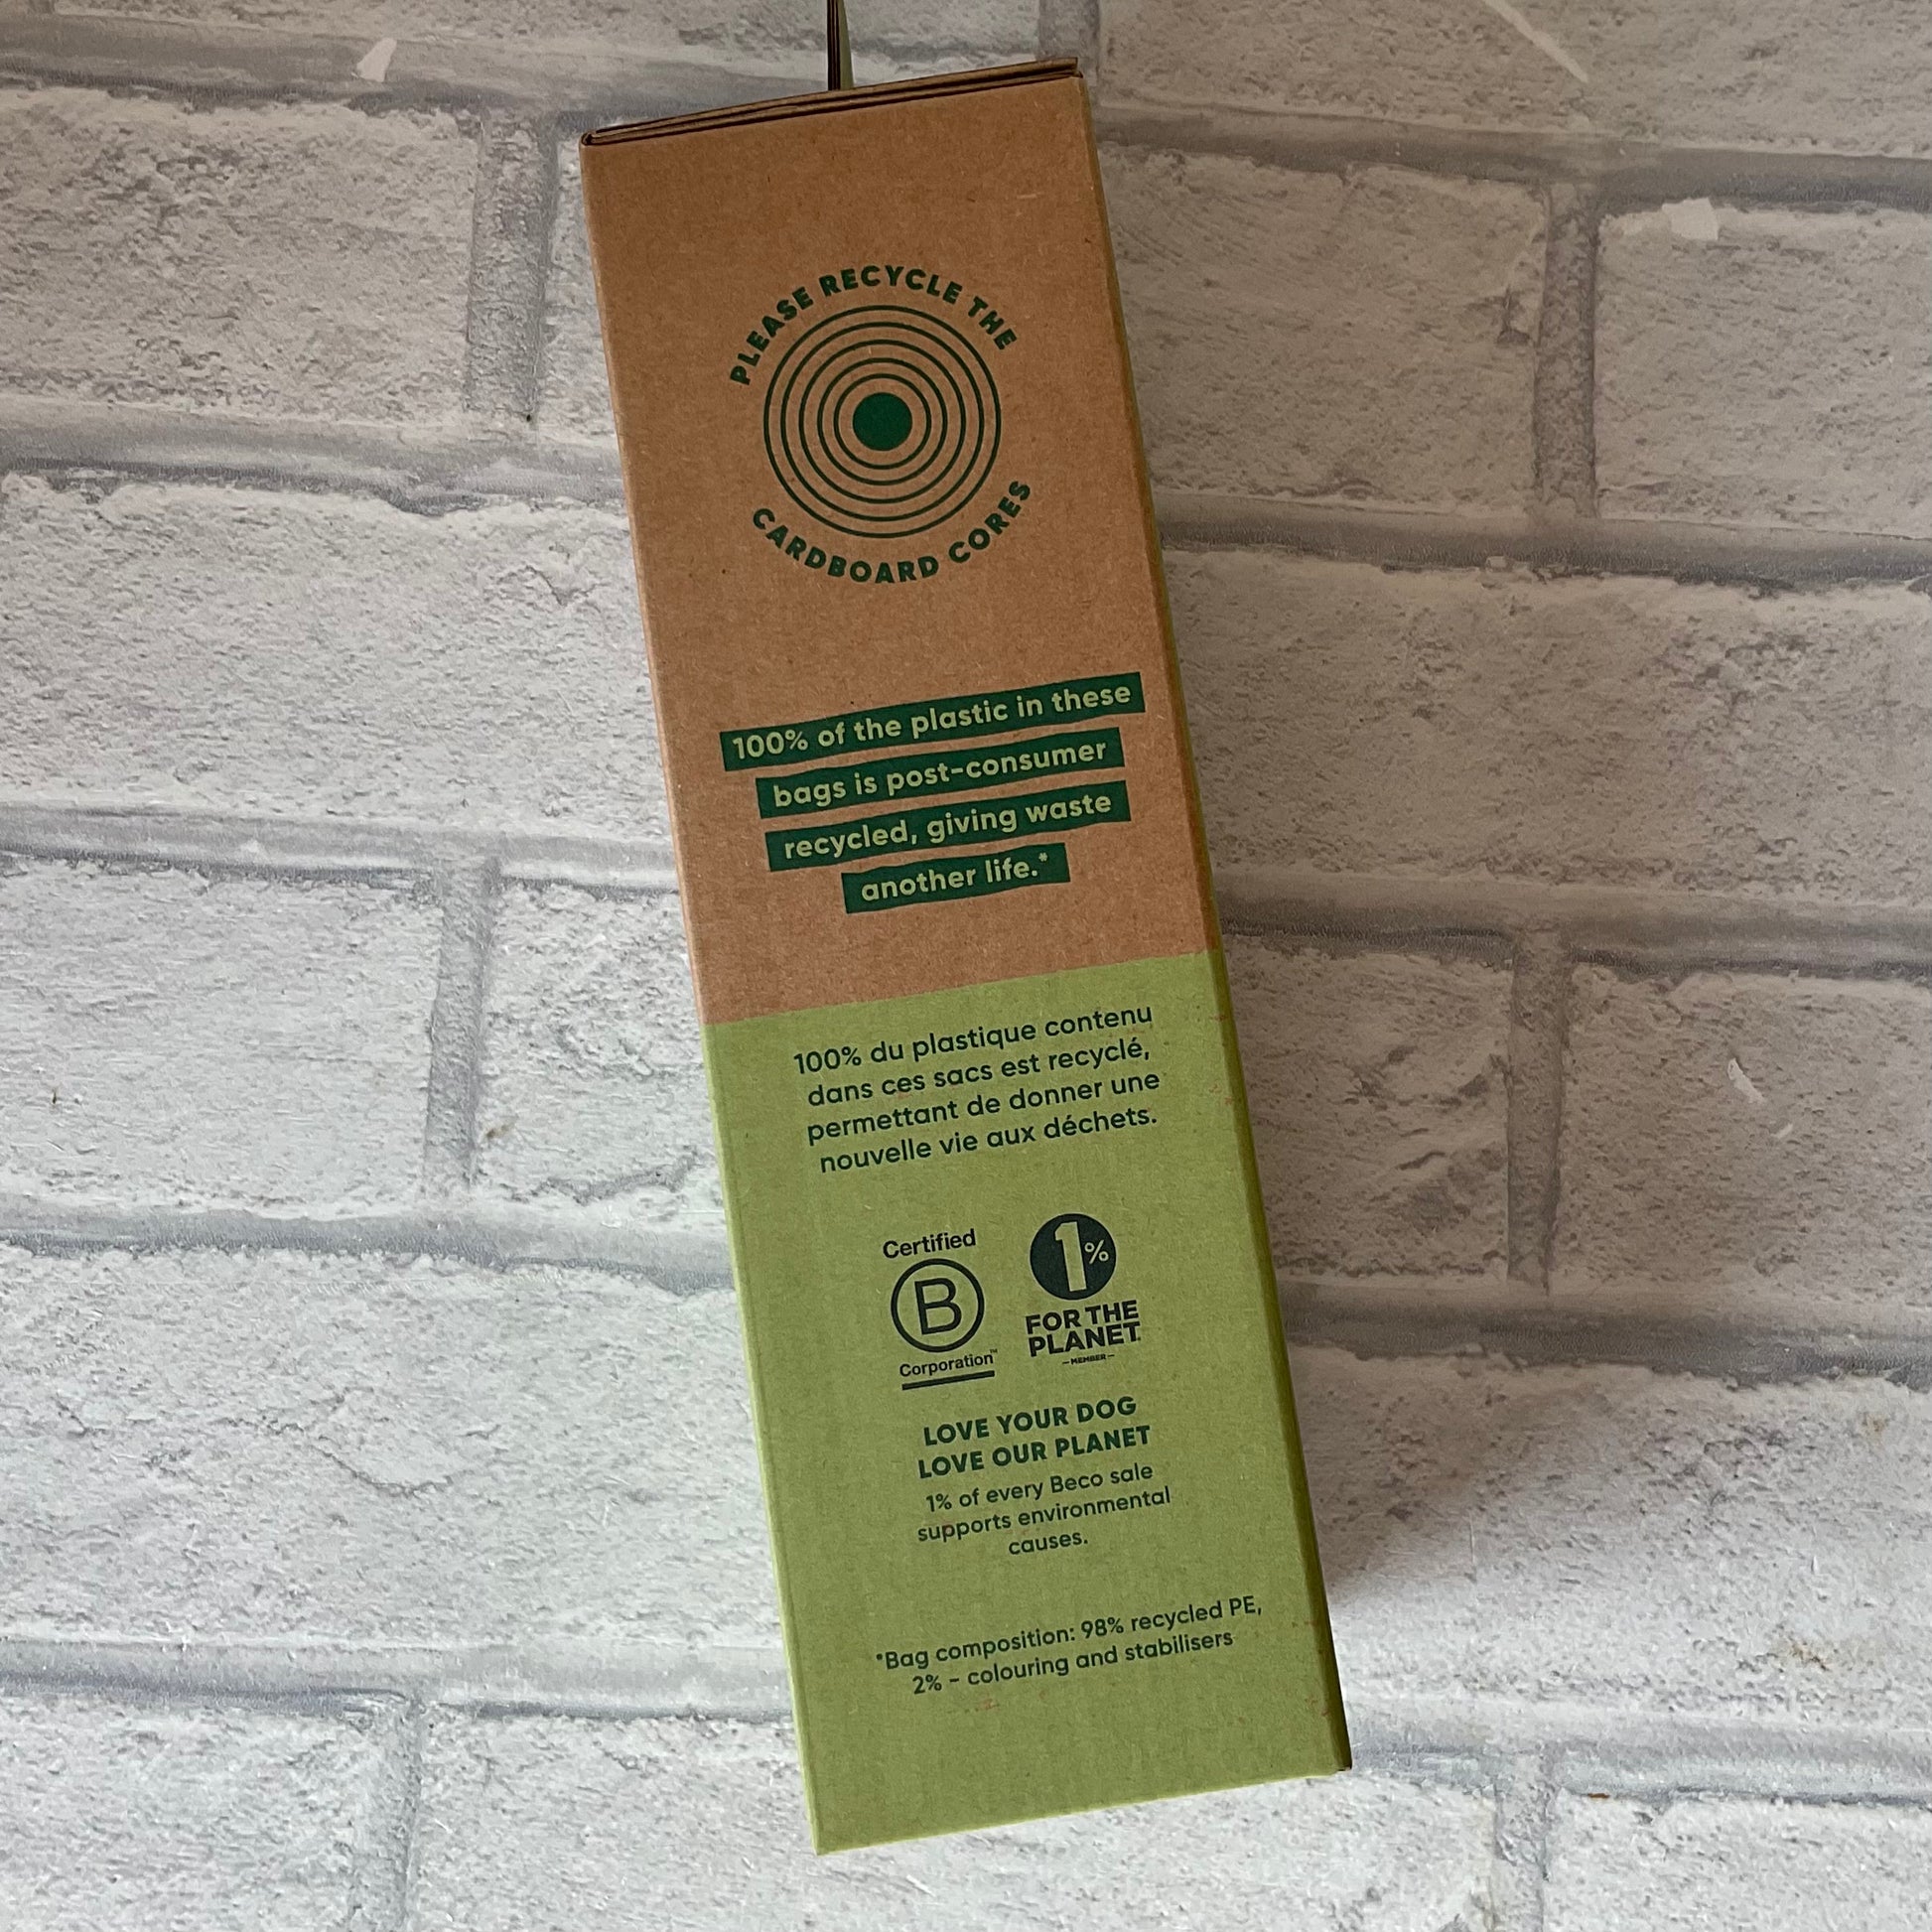 PLEASE RECYCLE THE
CARDBOARD CORES
100% of the plastic in these
bags is post-consumer
recycled, giving waste
another life.*
100% du plastique contenu
dans ces sacs est recyclé,
permettant de donner une
nouvelle vie aux déchets.
Certified
B
Corporation™
1%
FOR THE
PLANET
—MEMBER—
LOVE YOUR DOG
LOVE OUR PLANET
1% of every Beco sale
supports environmental
causes.
*Bag composition: 98% recycled PE,
2% - colouring and stabilisers